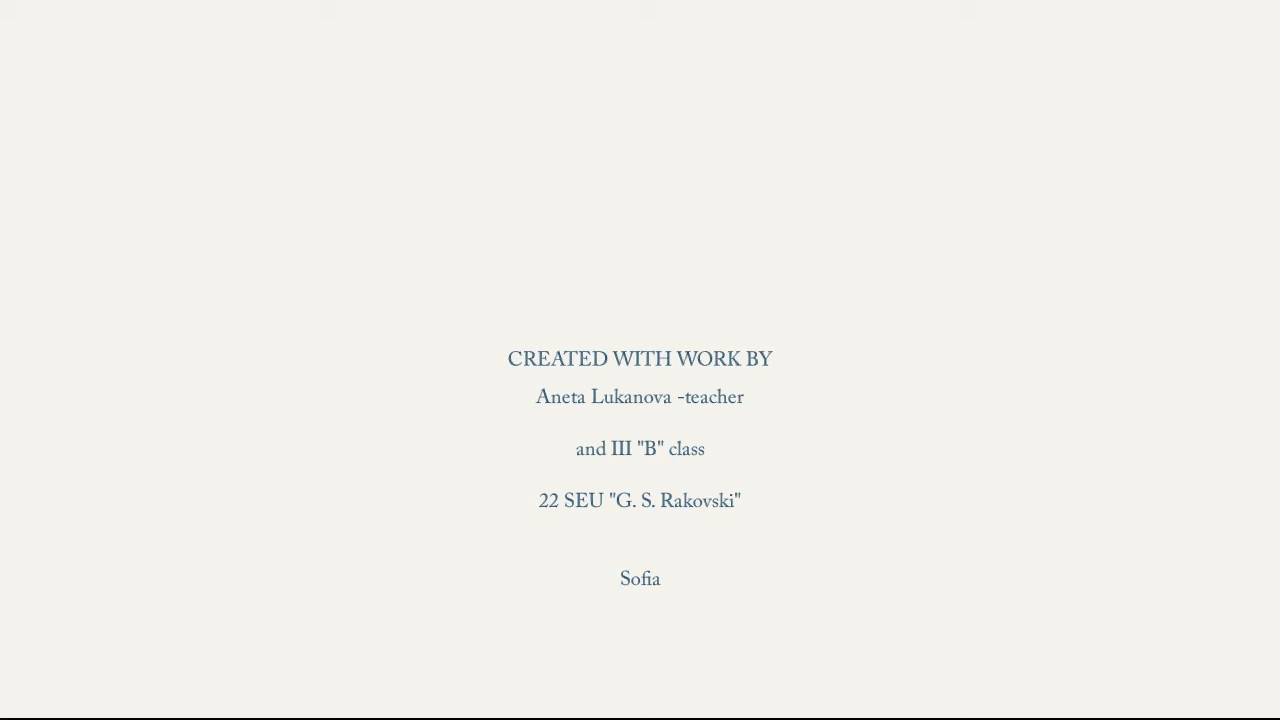 CREATED WITH WORK BY
Aneta Lukanova -teacher
and III "B" class
22 SEU "G. S. Rakovski"
Sofia